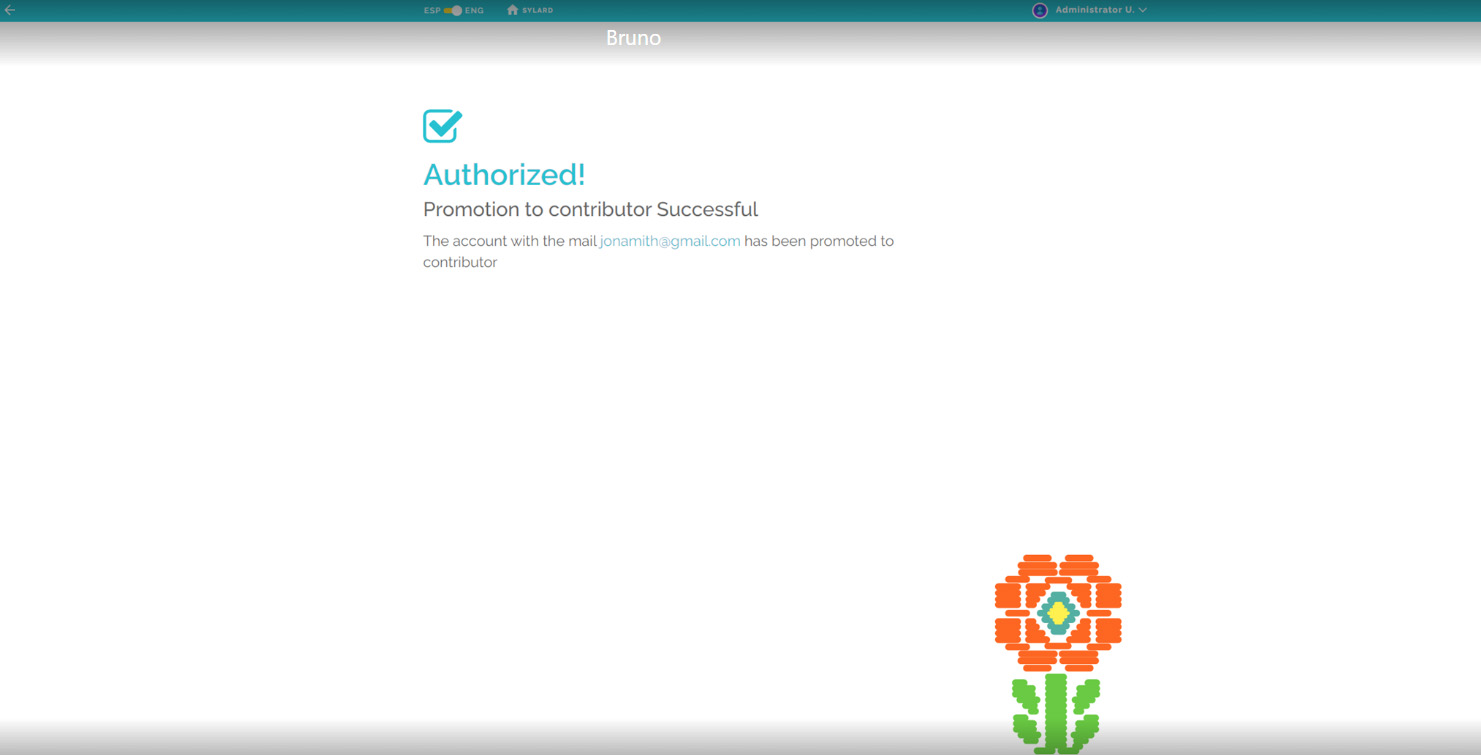 ESP ENG SYLARD Administrator U.
Bruno
Authorized!
Promotion to contributor Successful
The account with the mail jonamith@gmail.com has been promoted to
contributor